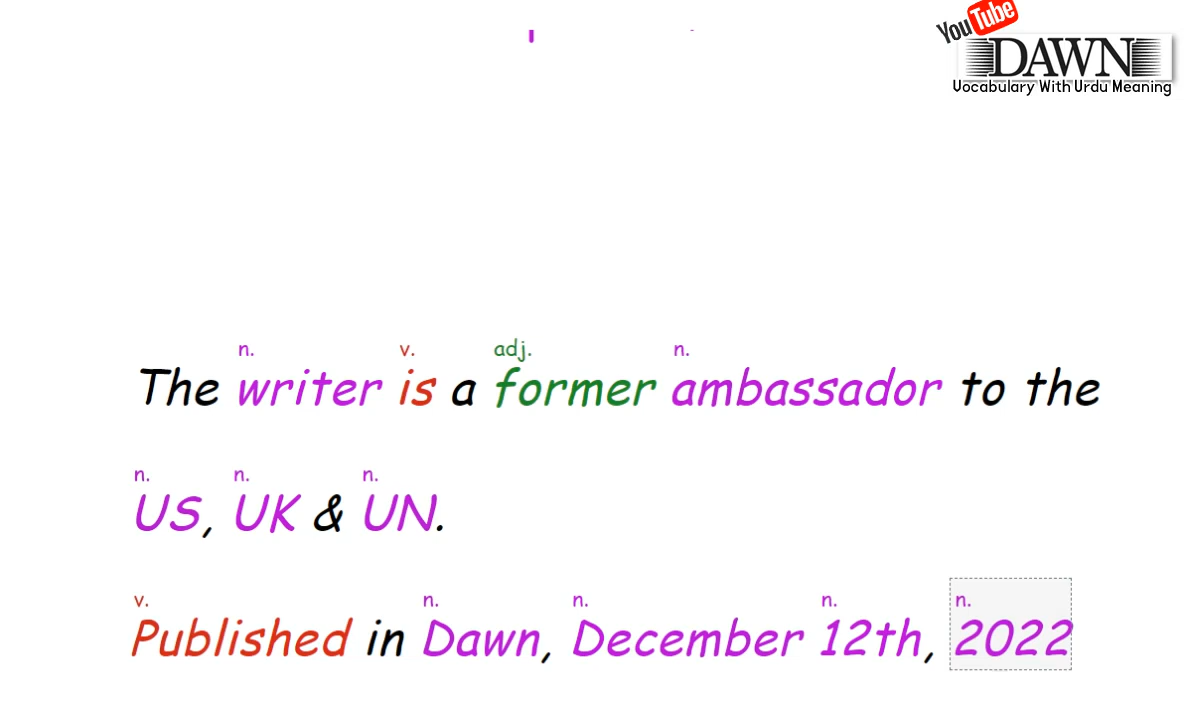 You Tube
DAWN
Vocabulary With Urdu Meaning
n. v. adj. n.
The writer is a former ambassador to the
n. n. n.
US, UK & UN.
v. n. n. n. n.
Published in Dawn, December 12th, 2022